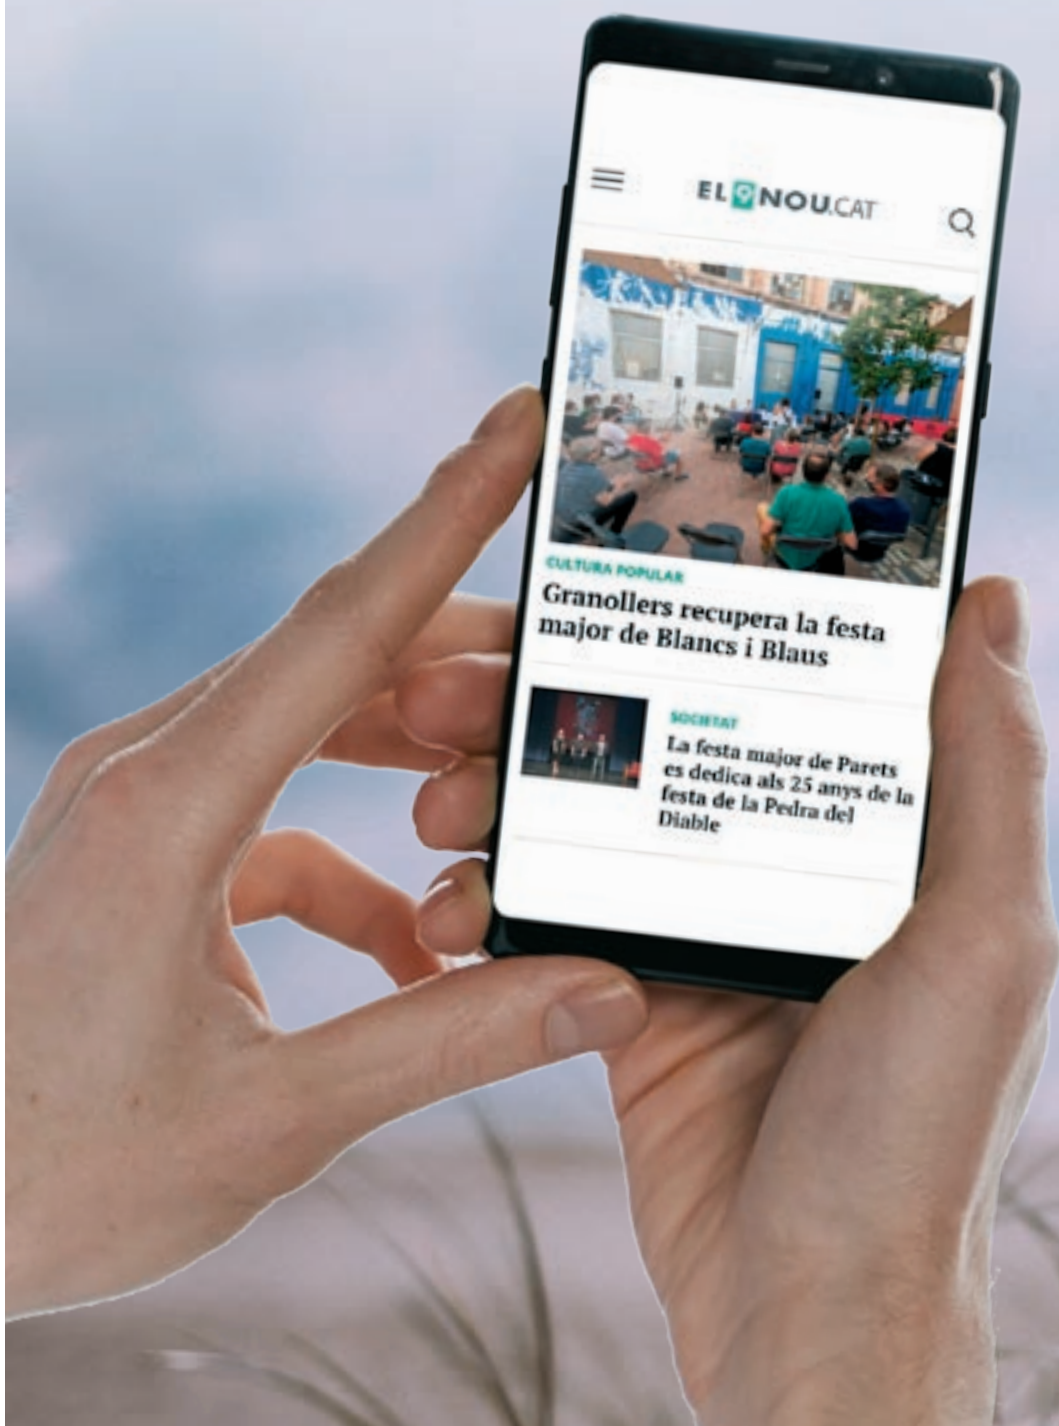 EL 9 NOU.CAT
CULTURA POPULAR
Granollers recupera la festa
major de Blancs i Blaus
SOCIETAT
La festa major de Parets
es dedica als 25 anys de la
festa de la Pedra del
Diable